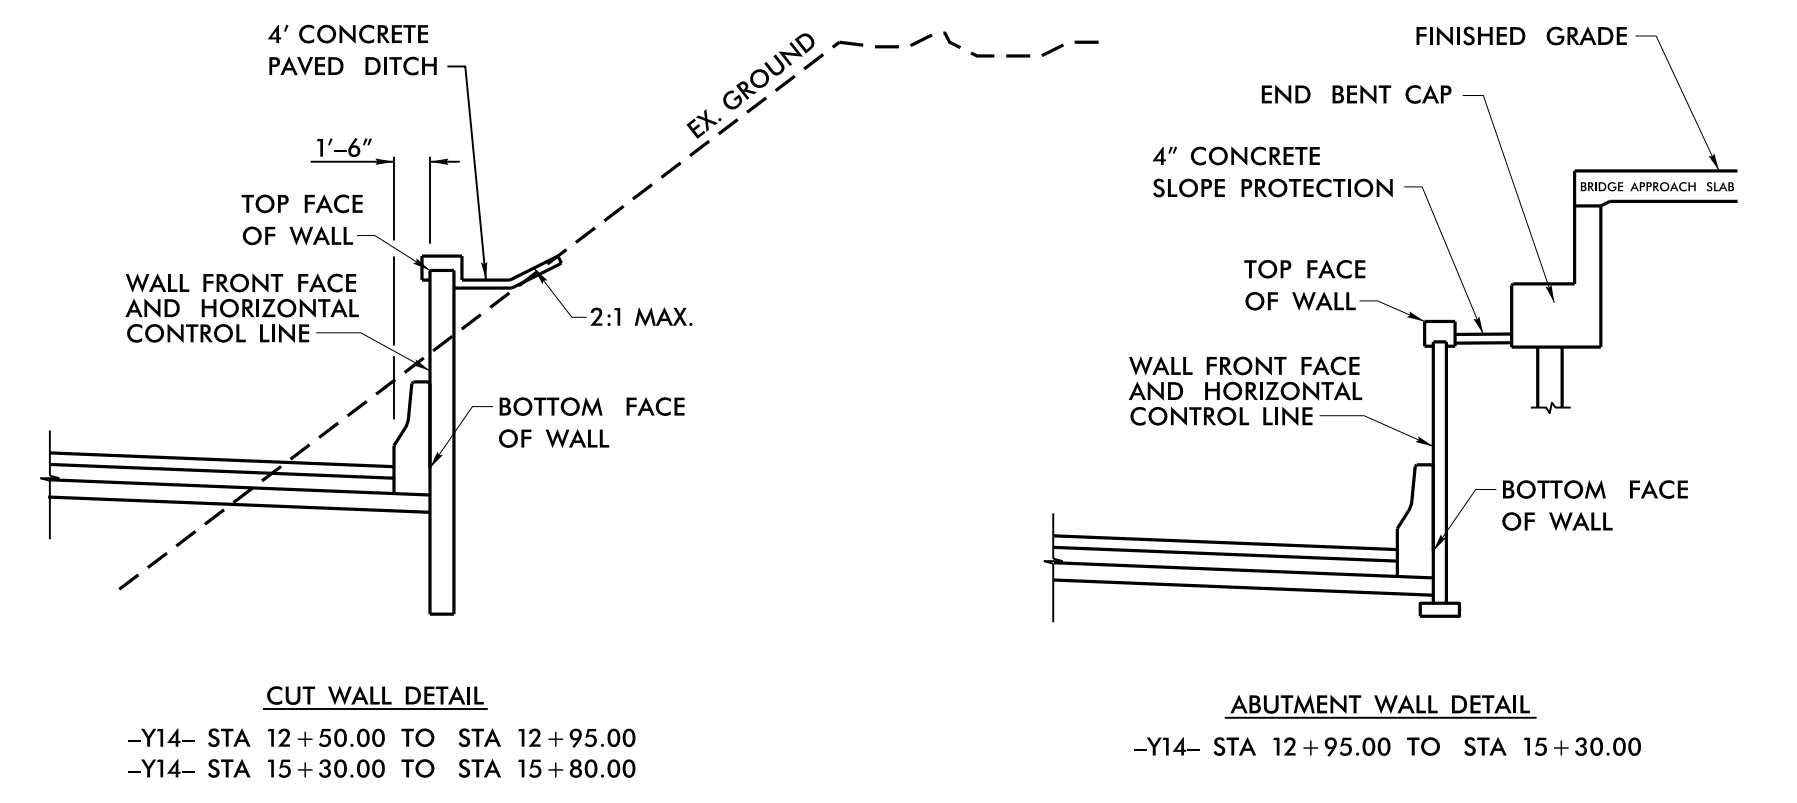 4' CONCRETE
PAVED DITCH
1'–6"
TOP FACE
OF WALL
WALL FRONT FACE
AND HORIZONTAL
CONTROL LINE
EX. GROUND
2:1 MAX.
BOTTOM FACE
OF WALL
CUT WALL DETAIL
–Y14– STA 12+50.00 TO STA 12+95.00
–Y14– STA 15+30.00 TO STA 15+80.00
FINISHED GRADE
END BENT CAP
4" CONCRETE
SLOPE PROTECTION
BRIDGE APPROACH SLAB
TOP FACE
OF WALL
WALL FRONT FACE
AND HORIZONTAL
CONTROL LINE
BOTTOM FACE
OF WALL
ABUTMENT WALL DETAIL
–Y14– STA 12+95.00 TO STA 15+30.00